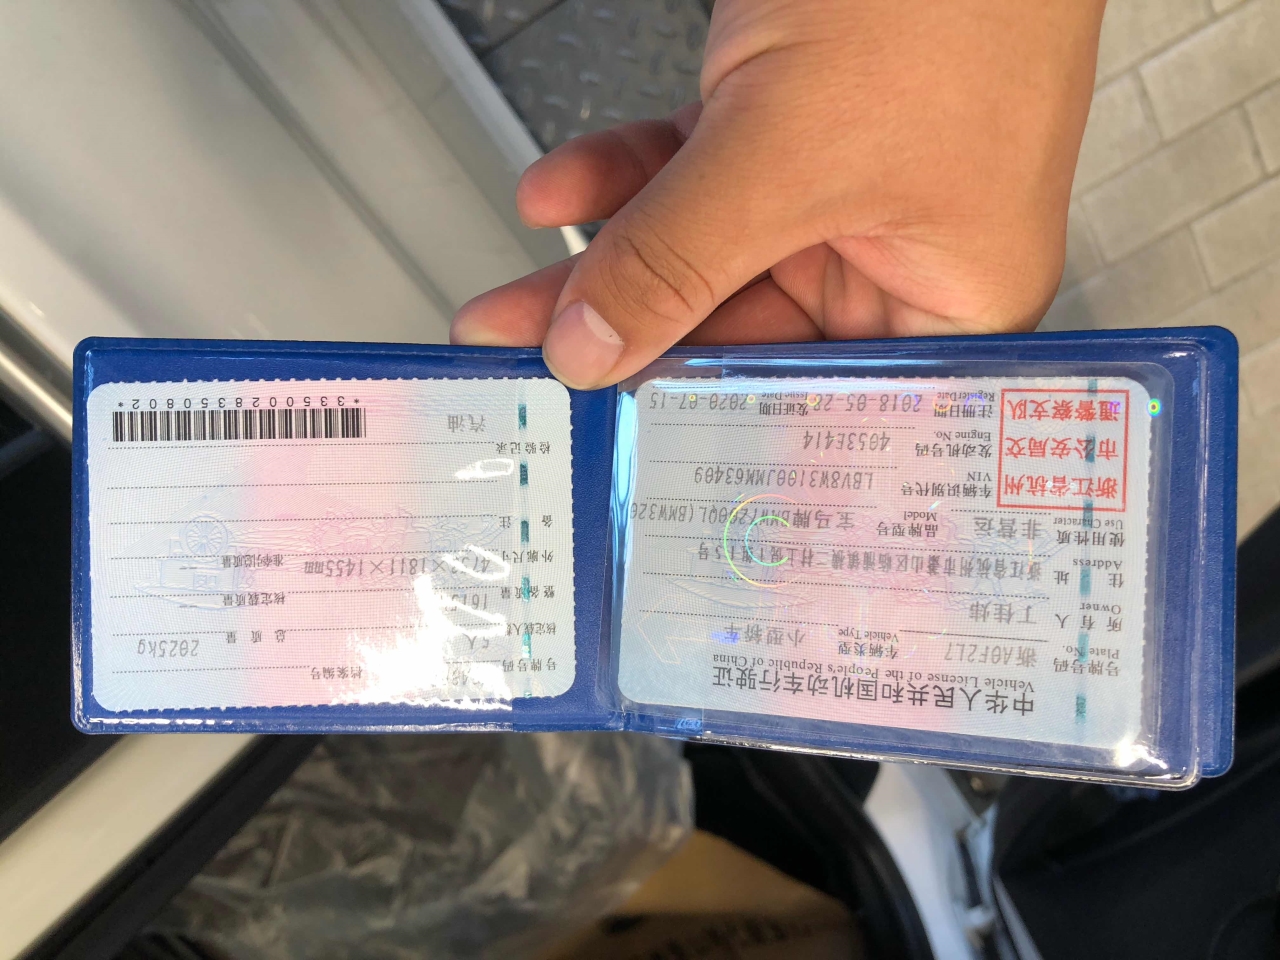 中华人民共和国机动车行驶证
Vehicle License of the People's Republic of China
号牌号码 浙A0F2L7 车辆类型 小型轿车
Plate No. Vehicle Type
所有人 丁佳炜
Owner
住址
Address
使用性质 非营运 品牌型号 宝马牌
Use Character Model
浙江省杭州
市公安局交
通警察支队
车辆识别代号 LBV8W3100JMM63409
VIN
发动机号码 4053E414
Engine No.
注册日期 2018-05-28 发证日期 2020-07-15
Register Date Issue Date
号牌号码 档案编号
核定载人数 5人 总质量 2025kg
整备质量 核定载质量 --
外廓尺寸 ×1811×1455mm 准牵引总质量 --
备注
检验记录
汽油
*3350028350802*